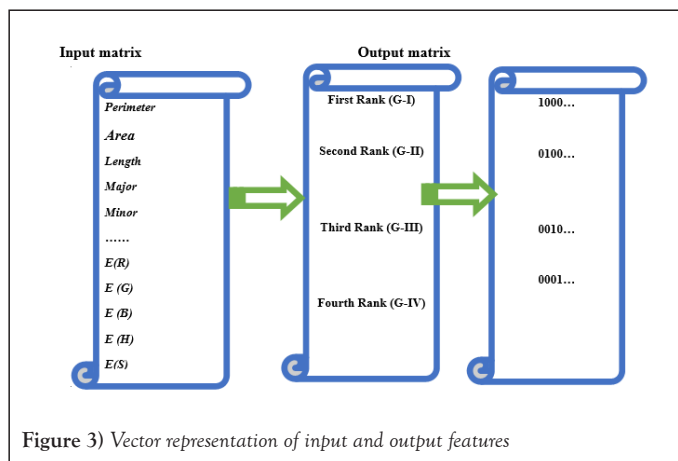 Input matrix
Output matrix
Perimeter
Area
Length
Major
Minor
......
E(R)
E (G)
E (B)
E (H)
E(S)
First Rank (G-I)
Second Rank (G-II)
Third Rank (G-III)
Fourth Rank (G-IV)
1000...
0100...
0010...
0001...
Figure 3) Vector representation of input and output features